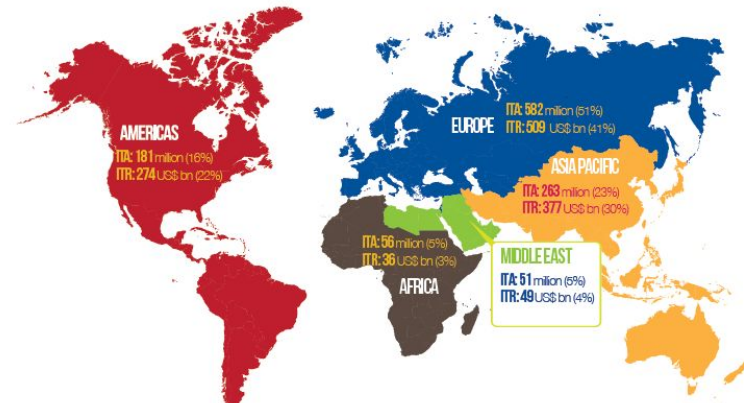 AMERICAS
ITA: 181 million (16%)
ITR: 274 US$ bn (22%)
EUROPE
ITA: 582 million (51%)
ITR: 509 US$ bn (41%)
ASIA PACIFIC
ITA: 263 million (23%)
ITR: 377 US$ bn (30%)
ITA: 56 million (5%)
ITR: 36 US$ bn (3%)
AFRICA
MIDDLE EAST
ITA: 51 million (5%)
ITR: 49 US$ bn (4%)